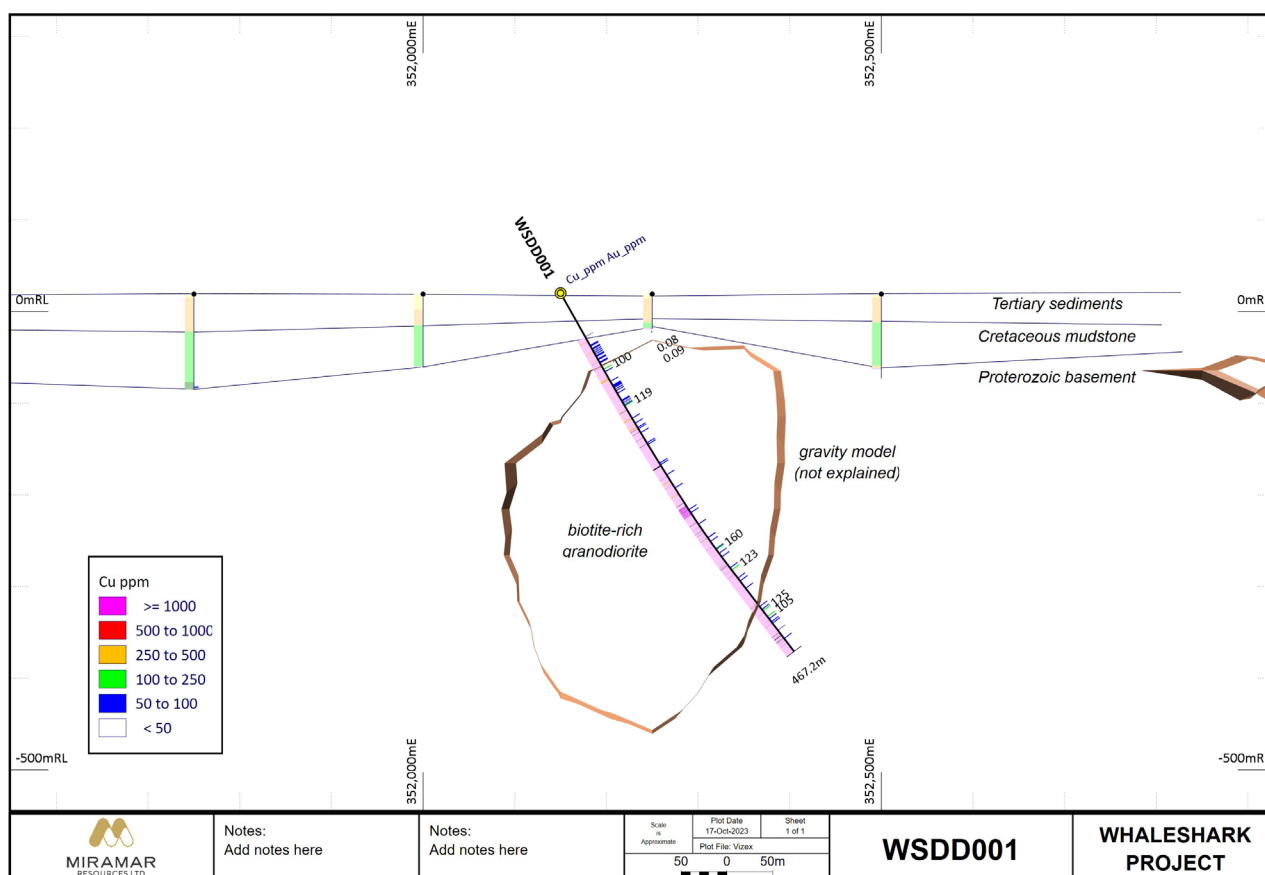 352,000mE
352,500mE
WSDD001
Cu_ppm Au_ppm
0mRL
0mR
Tertiary sediments
Cretaceous mudstone
Proterozoic basement
0.08
0.09
100
119
gravity model
(not explained)
biotite-rich
granodiorite
160
123
125
105
467.2m
Cu ppm
>= 1000
500 to 1000
250 to 500
100 to 250
50 to 100
< 50
-500mRL
-500mR
352,000mE
352,500mE
MIRAMAR
RESOURCES LTD
Notes:
Add notes here
Notes:
Add notes here
Scale
is
Approximate
Plot Date
17-Oct-2023
Sheet
1 of 1
Plot File: Vizex
50 0 50m
WSDD001
WHALESHARK
PROJECT